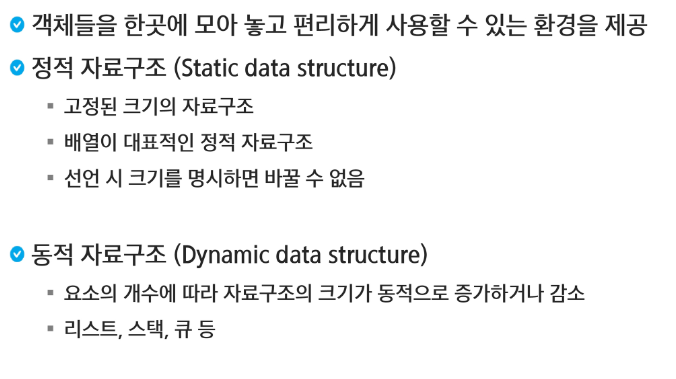 객체들을 한곳에 모아 놓고 편리하게 사용할 수 있는 환경을 제공
정적 자료구조 (Static data structure)
고정된 크기의 자료구조
배열이 대표적인 정적 자료구조
선언 시 크기를 명시하면 바꿀 수 없음
동적 자료구조 (Dynamic data structure)
요소의 개수에 따라 자료구조의 크기가 동적으로 증가하거나 감소
리스트, 스택, 큐 등